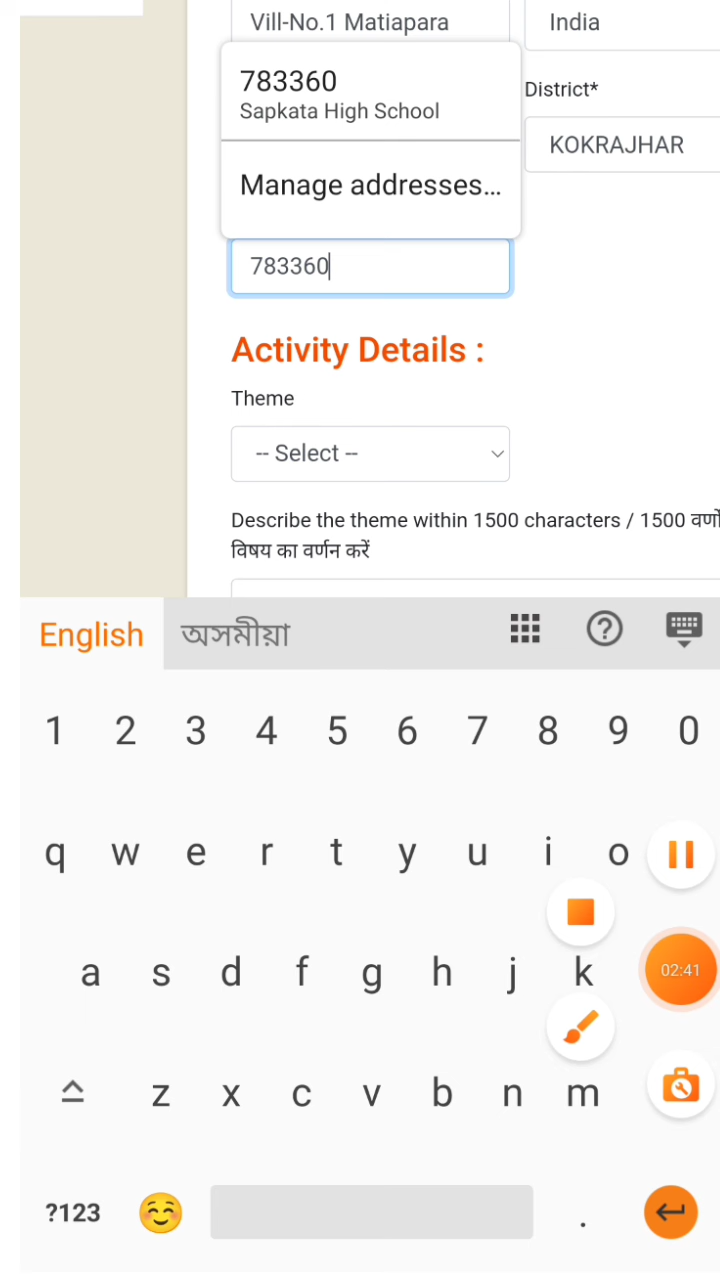 Vill-No.1 Matiapara
India
783360
Sapkata High School
District*
KOKRAJHAR
Manage addresses...
783360
Activity Details :
Theme
-- Select --
Describe the theme within 1500 characters / 1500 वर्णो
विषय का वर्णन करें
English অসমীয়া
1 2 3 4 5 6 7 8 9 0
q w e r t y u i o
a s d f g h j k
02:41
z x c v b n m
?123 .